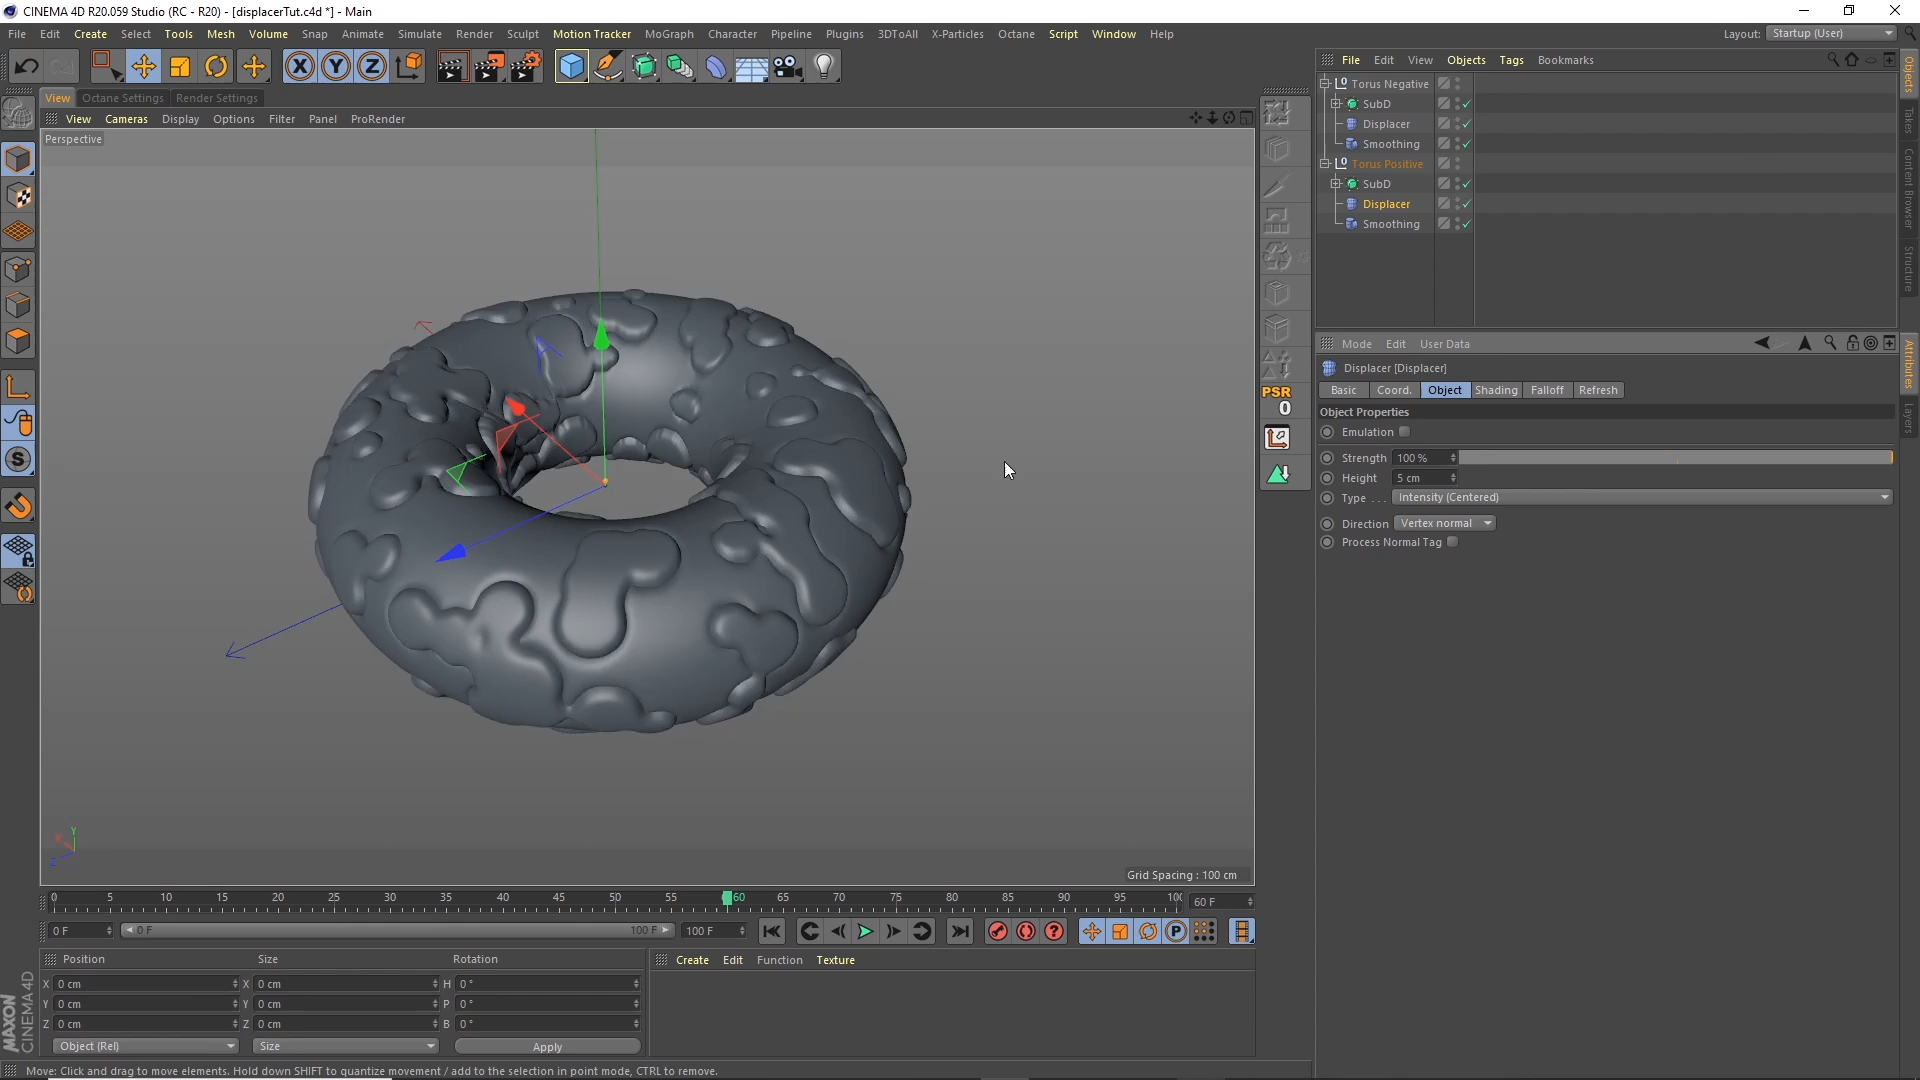 CINEMA 4D R20.059 Studio (RC - R20) - [displacerTut.c4d *] - Main
File Edit Create Select Tools Mesh Volume Snap Animate Simulate Render Sculpt Motion Tracker MoGraph Character Pipeline Plugins 3DToAll X-Particles Octane Script Window Help
Layout: Startup (User)
X Y Z
File Edit View Objects Tags Bookmarks
View Octane Settings Render Settings
View Cameras Display Options Filter Panel ProRender
Perspective
Torus Negative
SubD
Displacer
Smoothing
Torus Positive
SubD
Displacer
Smoothing
Objects
Takes
Content Browser
Structure
Mode Edit User Data
Displacer [Displacer]
Basic Coord. Object Shading Falloff Refresh
Object Properties
Emulation
Strength 100 %
Height 5 cm
Type . . . Intensity (Centered)
Direction Vertex normal
Process Normal Tag
Attributes
Layers
PSR
0
S
Y
X
Z
Grid Spacing : 100 cm
0 5 10 15 20 25 30 35 40 45 50 55 60 65 70 75 80 85 90 95 100
60 F
0 F 0 F 100 F 100 F
P
Position Size Rotation
X 0 cm X 0 cm H 0 °
Y 0 cm Y 0 cm P 0 °
Z 0 cm Z 0 cm B 0 °
Object (Rel) Size Apply
Create Edit Function Texture
MAXON
CINEMA 4D
Move: Click and drag to move elements. Hold down SHIFT to quantize movement / add to the selection in point mode, CTRL to remove.